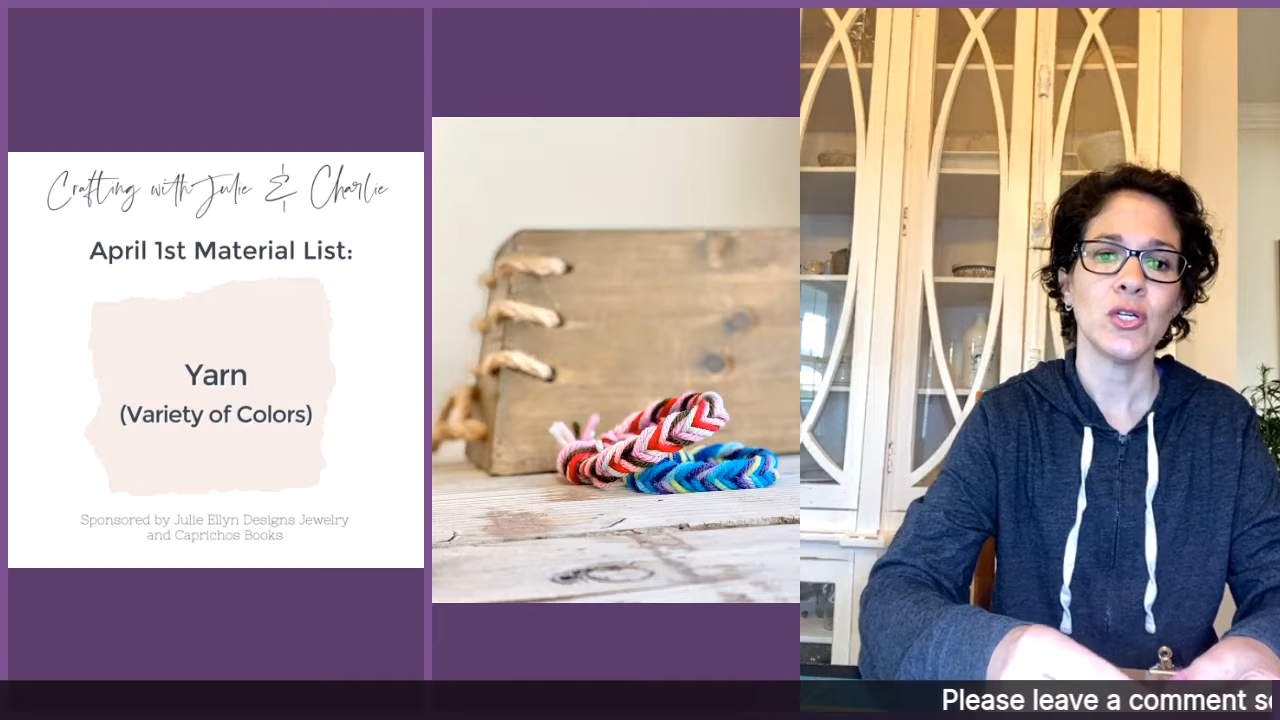 Crafting with Julie & Charlie
April 1st Material List:
Yarn
(Variety of Colors)
Sponsored by Julie Ellyn Designs Jewelry
and Caprichos Books
Please leave a comment